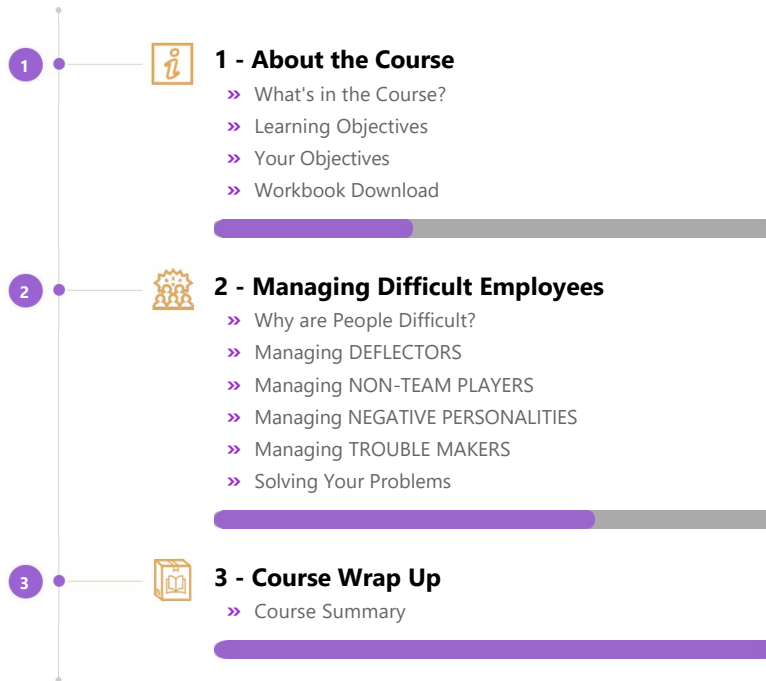 1
1 - About the Course
» What's in the Course?
» Learning Objectives
» Your Objectives
» Workbook Download
2
2 - Managing Difficult Employees
» Why are People Difficult?
» Managing DEFLECTORS
» Managing NON-TEAM PLAYERS
» Managing NEGATIVE PERSONALITIES
» Managing TROUBLE MAKERS
» Solving Your Problems
3
3 - Course Wrap Up
» Course Summary